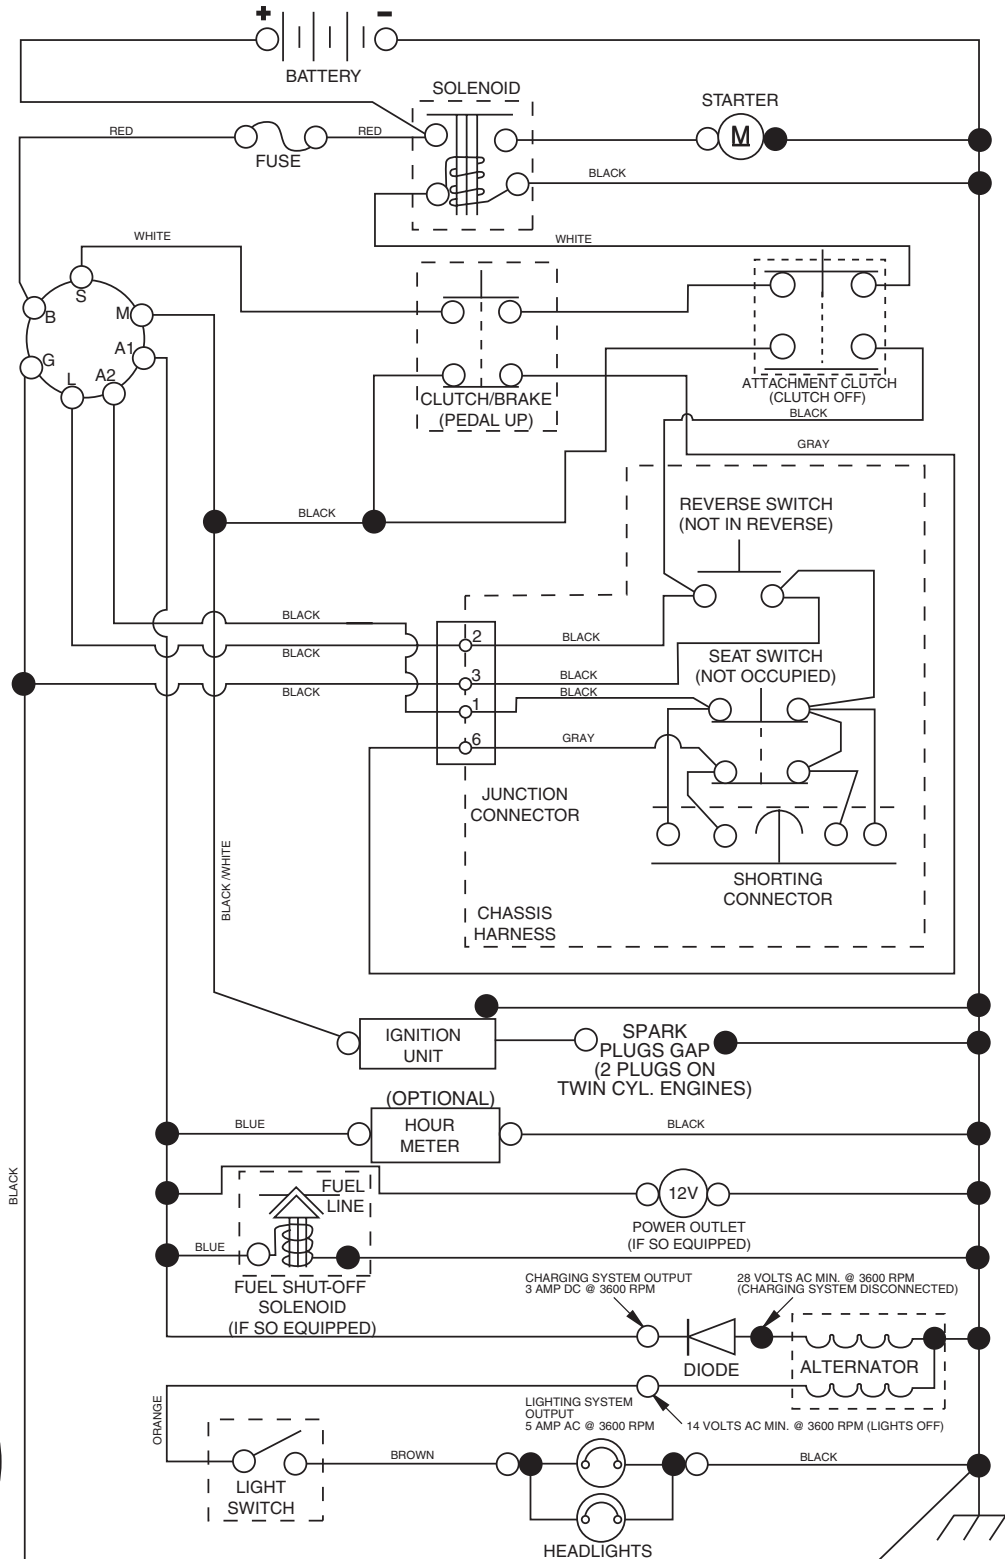 + −
BATTERY
SOLENOID
STARTER
M
RED
FUSE
RED
BLACK
WHITE
WHITE
S
B
M
G
A1
L
A2
CLUTCH/BRAKE
(PEDAL UP)
ATTACHMENT CLUTCH
(CLUTCH OFF)
BLACK
GRAY
BLACK
REVERSE SWITCH
(NOT IN REVERSE)
BLACK
2
BLACK
BLACK
SEAT SWITCH
(NOT OCCUPIED)
3
BLACK
BLACK
1
BLACK
6
GRAY
JUNCTION
CONNECTOR
BLACK /WHITE
SHORTING
CONNECTOR
CHASSIS
HARNESS
IGNITION
UNIT
SPARK
PLUGS GAP
(2 PLUGS ON
TWIN CYL. ENGINES)
(OPTIONAL)
HOUR
METER
BLUE
BLACK
BLACK
FUEL
LINE
12V
POWER OUTLET
(IF SO EQUIPPED)
BLUE
FUEL SHUT-OFF
SOLENOID
(IF SO EQUIPPED)
CHARGING SYSTEM OUTPUT
3 AMP DC @ 3600 RPM
28 VOLTS AC MIN. @ 3600 RPM
(CHARGING SYSTEM DISCONNECTED)
DIODE
ALTERNATOR
ORANGE
LIGHTING SYSTEM
OUTPUT
5 AMP AC @ 3600 RPM
14 VOLTS AC MIN. @ 3600 RPM (LIGHTS OFF)
BROWN
BLACK
LIGHT
SWITCH
HEADLIGHTS